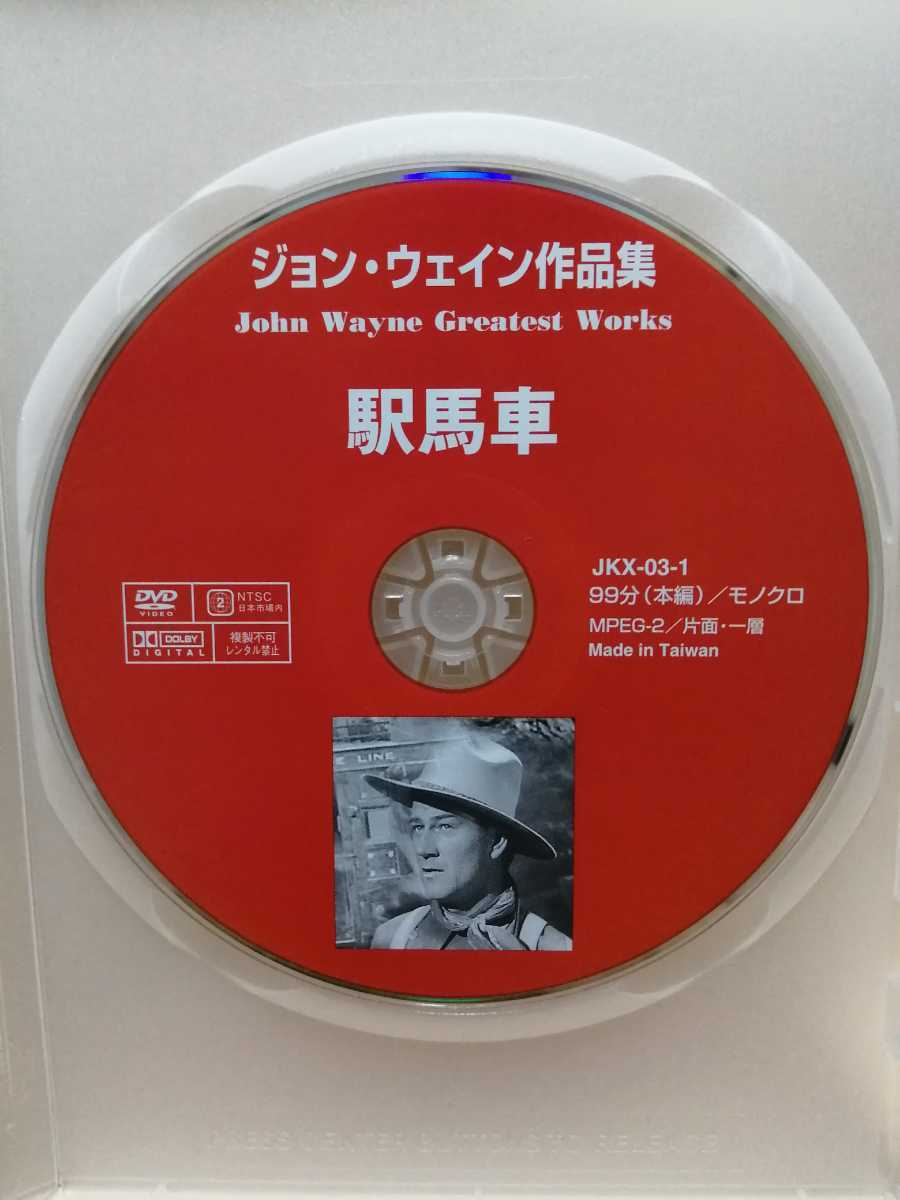 ジョン・ウェイン作品集
John Wayne Greatest Works
駅馬車
DVD
VIDEO
2
NTSC
日本市場内
DOLBY
DIGITAL
複製不可
レンタル禁止
JKX-03-1
99分(本編)/モノクロ
MPEG-2/片面・一層
Made in Taiwan
LINE